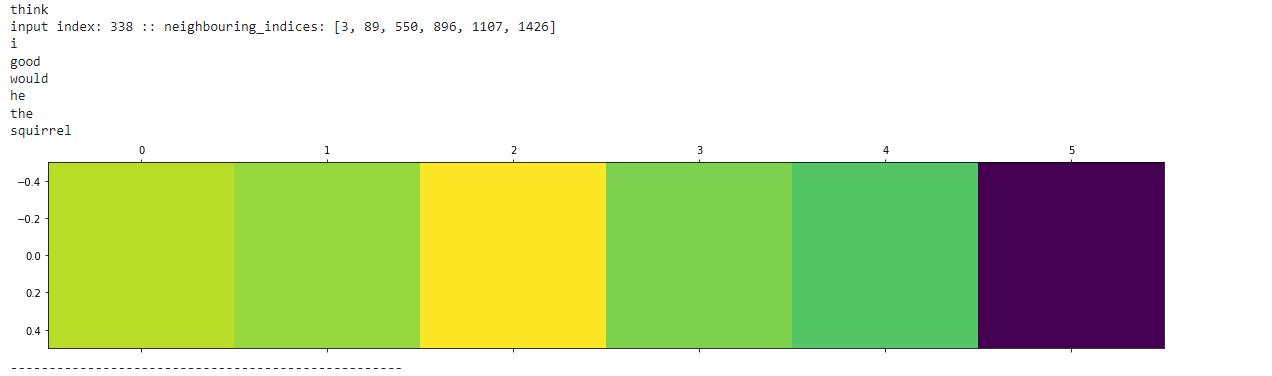 think
input index: 338 :: neighbouring_indices: [3, 89, 550, 896, 1107, 1426]
i
good
would
he
the
squirrel
0 1 2 3 4 5
−0.4
−0.2
0.0
0.2
0.4
---------------------------------------------------